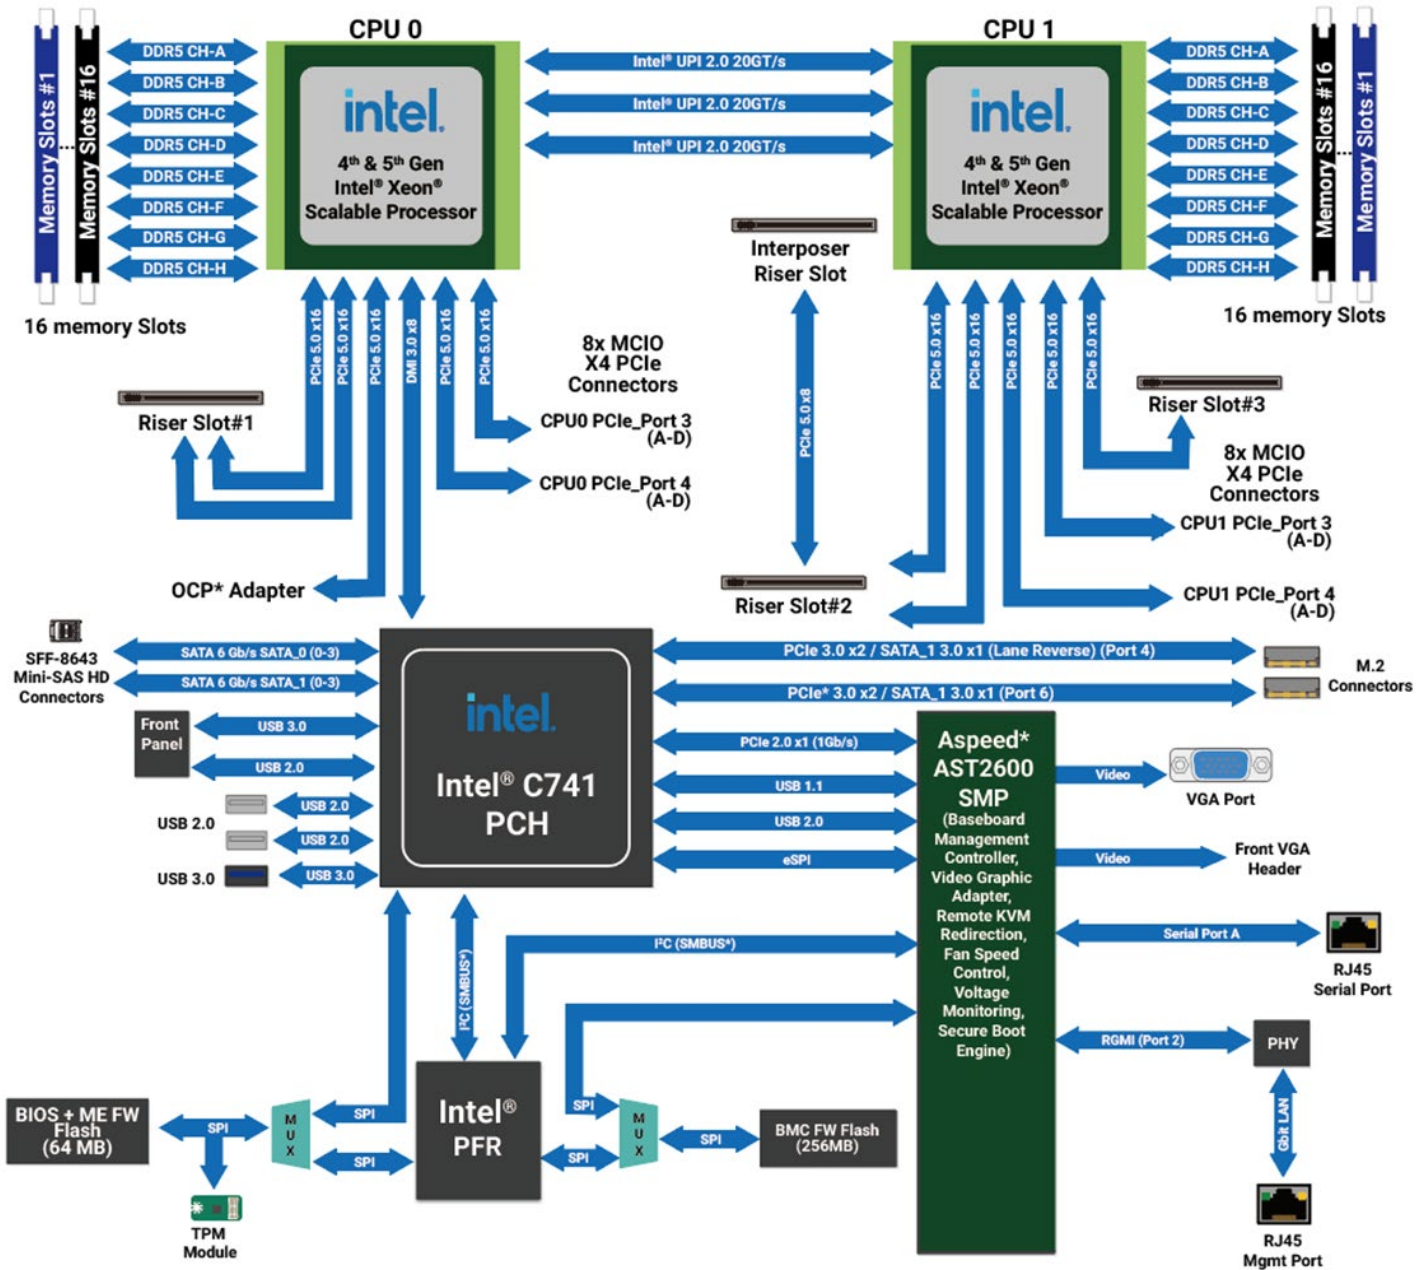 CPU 0
CPU 1
Memory Slots #1
Memory Slots #16
DDR5 CH-A
DDR5 CH-B
DDR5 CH-C
DDR5 CH-D
DDR5 CH-E
DDR5 CH-F
DDR5 CH-G
DDR5 CH-H
16 memory Slots
intel.
4th & 5th Gen
Intel® Xeon®
Scalable Processor
Intel® UPI 2.0 20GT/s
Intel® UPI 2.0 20GT/s
Intel® UPI 2.0 20GT/s
intel.
4th & 5th Gen
Intel® Xeon®
Scalable Processor
DDR5 CH-A
DDR5 CH-B
DDR5 CH-C
DDR5 CH-D
DDR5 CH-E
DDR5 CH-F
DDR5 CH-G
DDR5 CH-H
Memory Slots #16
Memory Slots #1
16 memory Slots
Interposer
Riser Slot
PCIe 5.0 x16
PCIe 5.0 x16
PCIe 5.0 x16
DMI 3.0 x8
PCIe 5.0 x16
PCIe 5.0 x16
8x MCIO
X4 PCIe
Connectors
CPU0 PCIe_Port 3
(A-D)
CPU0 PCIe_Port 4
(A-D)
Riser Slot#1
OCP* Adapter
PCIe 5.0 x8
Riser Slot#2
PCIe 5.0 x16
PCIe 5.0 x16
PCIe 5.0 x16
PCIe 5.0 x16
PCIe 5.0 x16
Riser Slot#3
8x MCIO
X4 PCIe
Connectors
CPU1 PCIe_Port 3
(A-D)
CPU1 PCIe_Port 4
(A-D)
SFF-8643
Mini-SAS HD
Connectors
SATA 6 Gb/s SATA_0 (0-3)
SATA 6 Gb/s SATA_1 (0-3)
Front
Panel
USB 3.0
USB 2.0
USB 2.0
USB 2.0
USB 2.0
USB 3.0
USB 3.0
intel.
Intel® C741
PCH
PCIe 3.0 x2 / SATA_1 3.0 x1 (Lane Reverse) (Port 4)
PCIe* 3.0 x2 / SATA_1 3.0 x1 (Port 6)
M.2
Connectors
PCIe 2.0 x1 (1Gb/s)
USB 1.1
USB 2.0
eSPI
Aspeed*
AST2600
SMP
(Baseboard
Management
Controller,
Video Graphic
Adapter,
Remote KVM
Redirection,
Fan Speed
Control,
Voltage
Monitoring,
Secure Boot
Engine)
Video
VGA Port
Video
Front VGA
Header
Serial Port A
RJ45
Serial Port
RGMI (Port 2)
PHY
Gbit LAN
RJ45
Mgmt Port
I²C (SMBUS*)
I²C (SMBUS*)
BIOS + ME FW
Flash
(64 MB)
SPI
TPM
Module
MUX
SPI
SPI
Intel®
PFR
SPI
SPI
MUX
SPI
BMC FW Flash
(256MB)